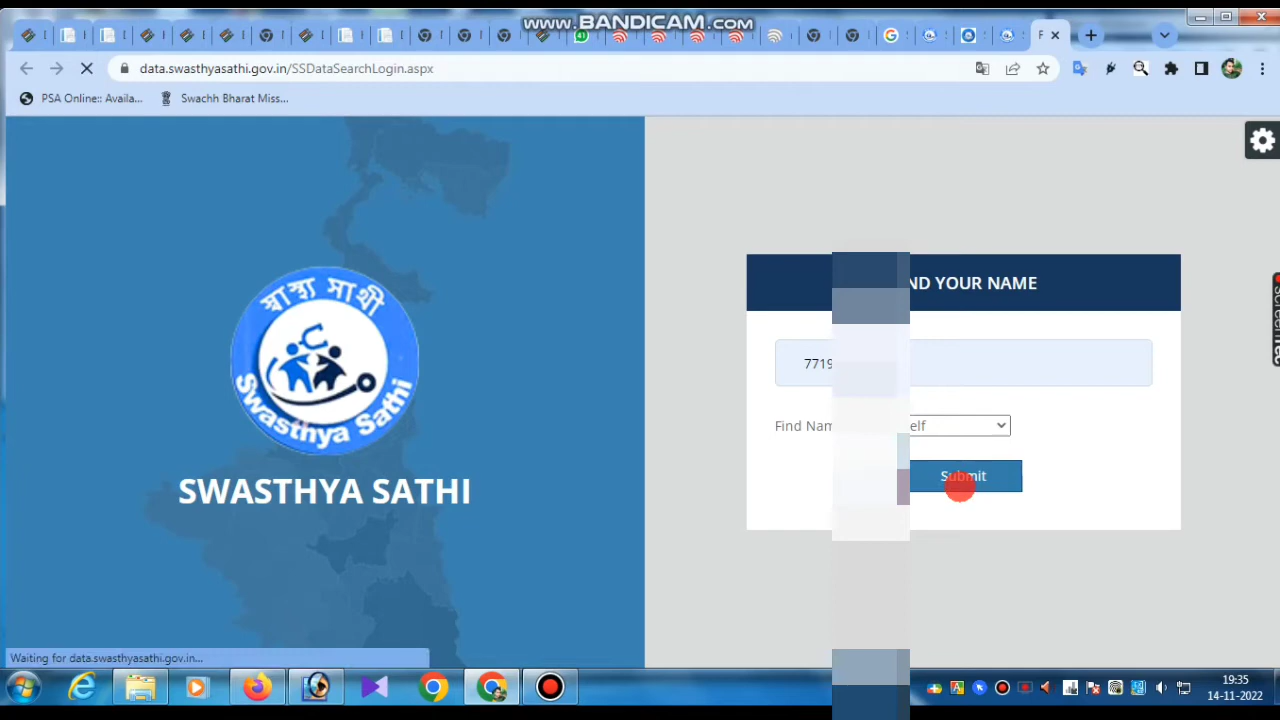 www.BANDICAM.com
41
F
data.swasthyasathi.gov.in/SSDataSearchLogin.aspx
PSA Online:: Availa...
Swachh Bharat Miss...
স্বাস্থ্য সাথী
Swasthya Sathi
SWASTHYA SATHI
ND YOUR NAME
7719
Find Nam
elf
Submit
Waiting for data.swasthyasathi.gov.in...
19:35
14-11-2022